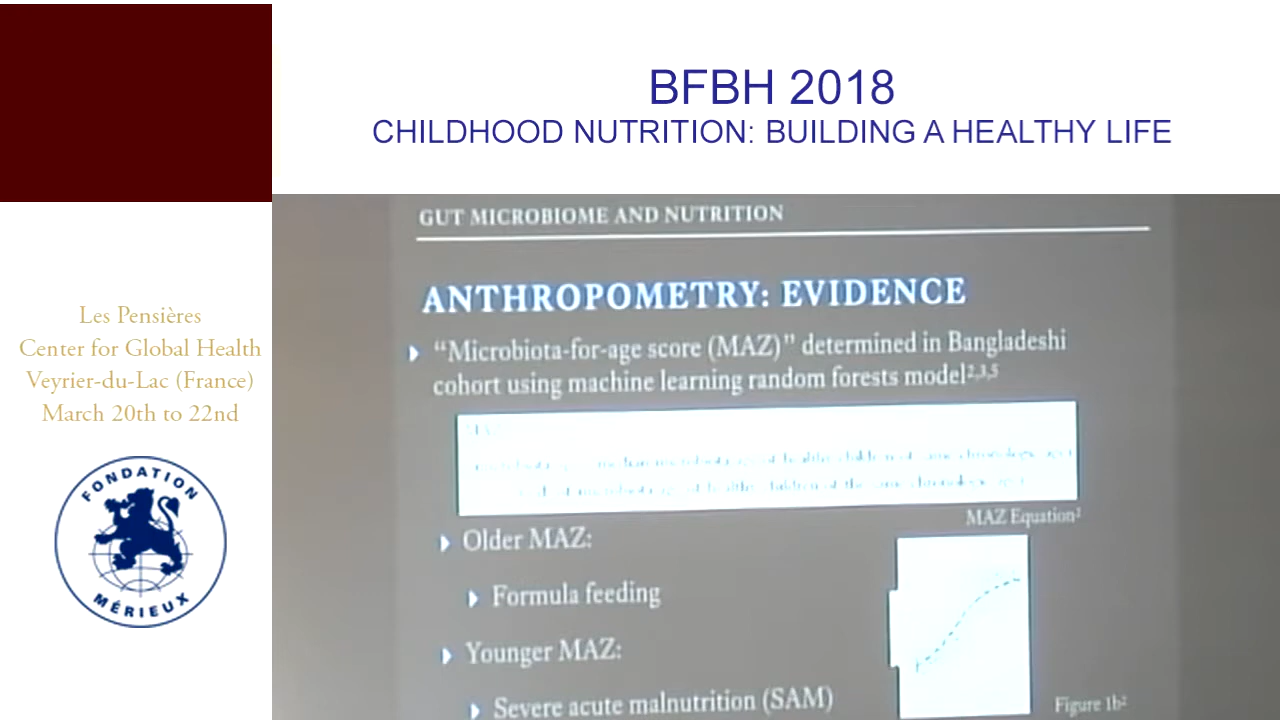 BFBH 2018
CHILDHOOD NUTRITION: BUILDING A HEALTHY LIFE
Les Pensières
Center for Global Health
Veyrier-du-Lac (France)
March 20th to 22nd
FONDATION
MÉRIEUX
GUT MICROBIOME AND NUTRITION
ANTHROPOMETRY: EVIDENCE
“Microbiota-for-age score (MAZ)” determined in Bangladeshi
cohort using machine learning random forests model2,3,5
MAZ Equation2
Older MAZ:
Formula feeding
Younger MAZ:
Severe acute malnutrition (SAM)
Figure 1b2